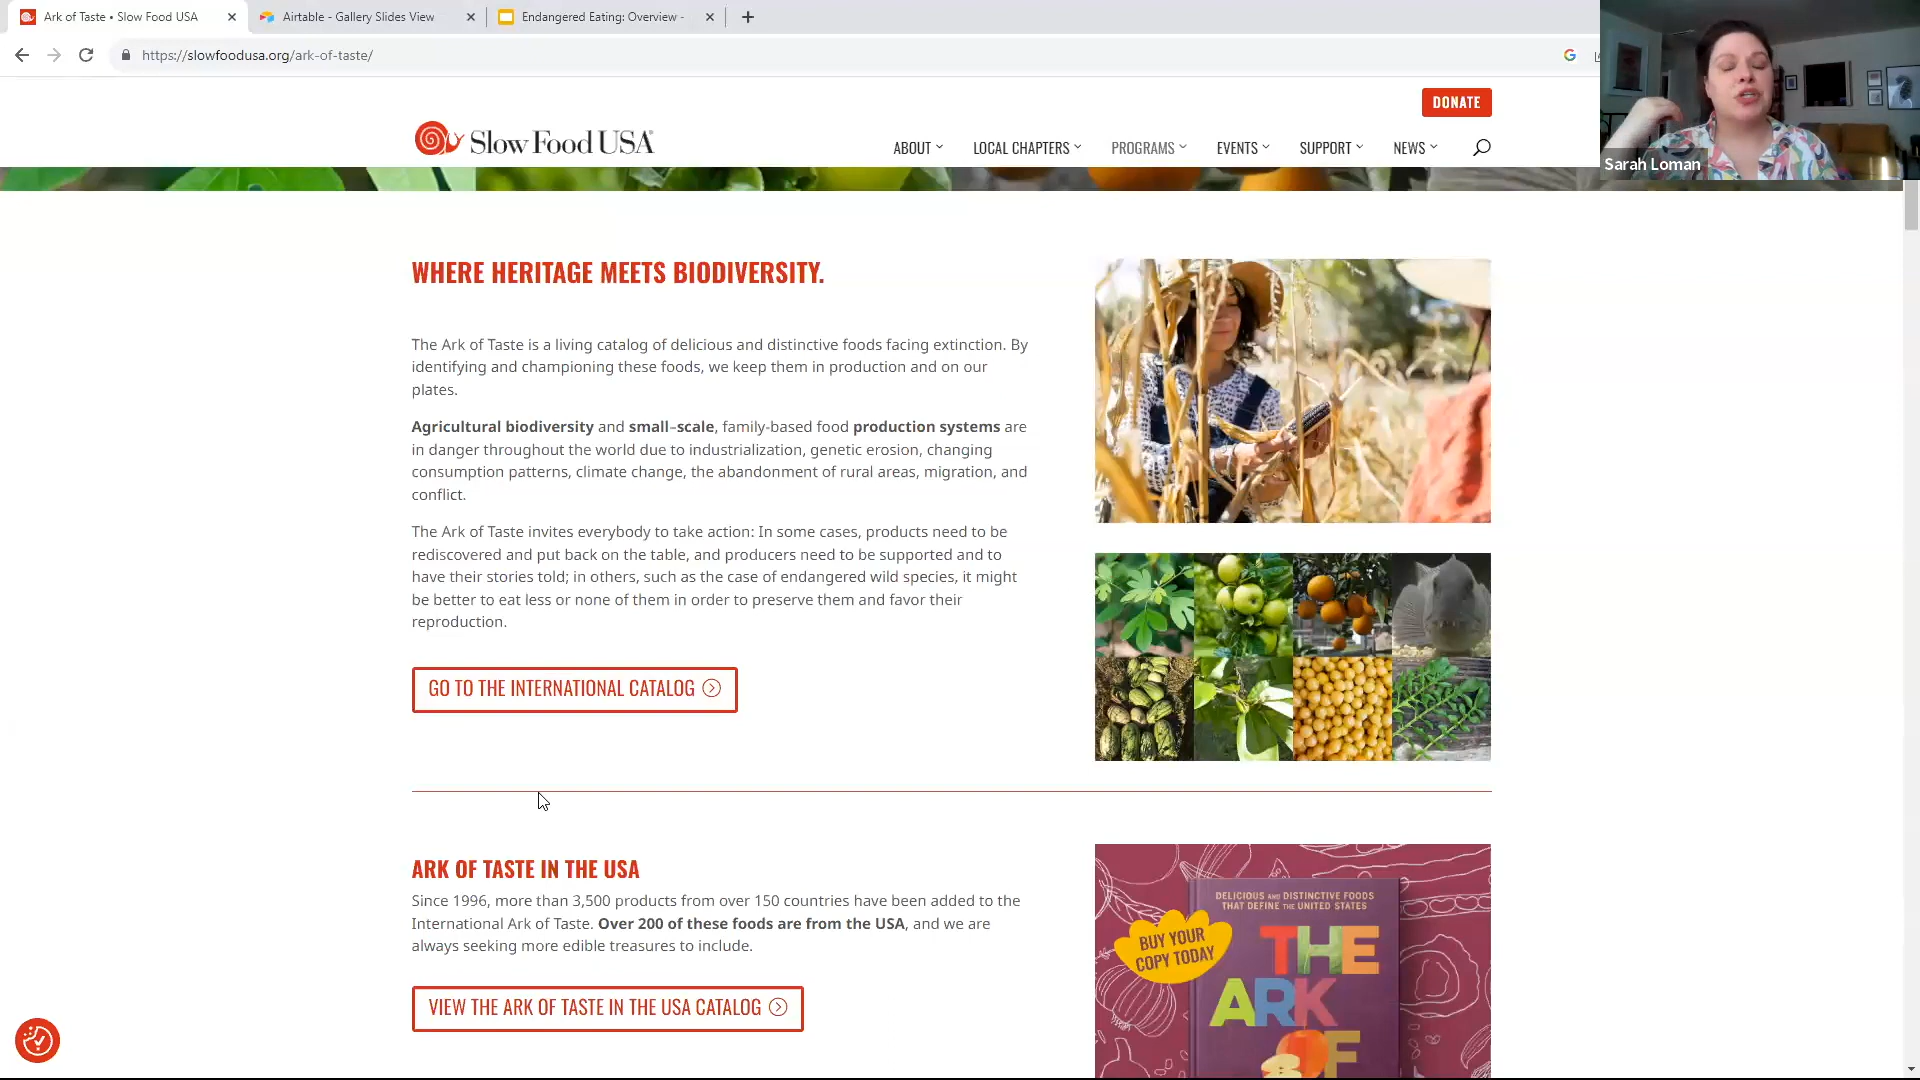 Ark of Taste • Slow Food USA
Airtable - Gallery Slides View
Endangered Eating: Overview -
https://slowfoodusa.org/ark-of-taste/
DONATE
Slow Food USA®
ABOUT
LOCAL CHAPTERS
PROGRAMS
EVENTS
SUPPORT
NEWS
Sarah Loman
WHERE HERITAGE MEETS BIODIVERSITY.
The Ark of Taste is a living catalog of delicious and distinctive foods facing extinction. By
identifying and championing these foods, we keep them in production and on our
plates.
Agricultural biodiversity and small–scale, family-based food production systems are
in danger throughout the world due to industrialization, genetic erosion, changing
consumption patterns, climate change, the abandonment of rural areas, migration, and
conflict.
The Ark of Taste invites everybody to take action: In some cases, products need to be
rediscovered and put back on the table, and producers need to be supported and to
have their stories told; in others, such as the case of endangered wild species, it might
be better to eat less or none of them in order to preserve them and favor their
reproduction.
GO TO THE INTERNATIONAL CATALOG
ARK OF TASTE IN THE USA
Since 1996, more than 3,500 products from over 150 countries have been added to the
International Ark of Taste. Over 200 of these foods are from the USA, and we are
always seeking more edible treasures to include.
VIEW THE ARK OF TASTE IN THE USA CATALOG
DELICIOUS AND DISTINCTIVE FOODS
THAT DEFINE THE UNITED STATES
BUY YOUR
COPY TODAY
THE
ARK
OF